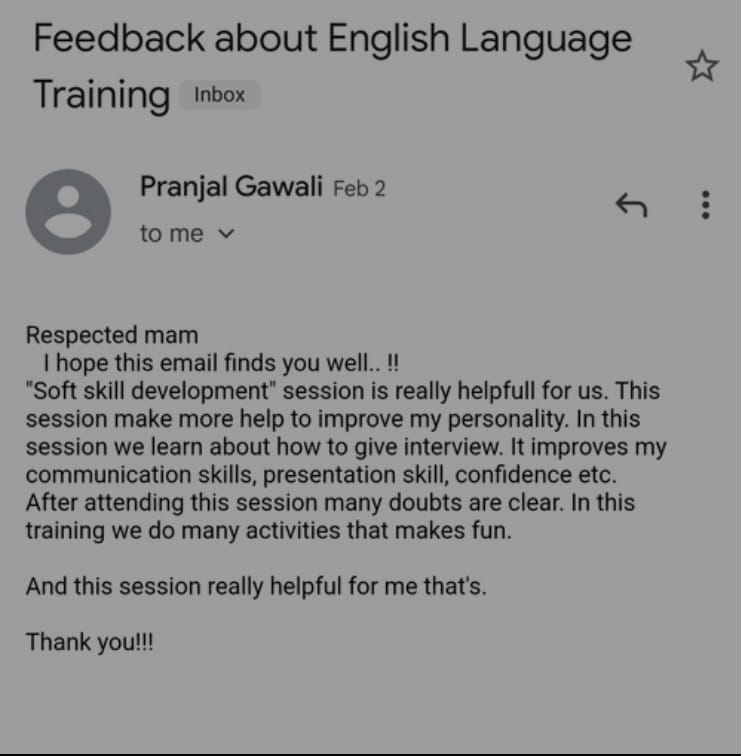 Feedback about English Language
Training Inbox
Pranjal Gawali Feb 2
to me
Respected mam
I hope this email finds you well.. !!
"Soft skill development" session is really helpfull for us. This
session make more help to improve my personality. In this
session we learn about how to give interview. It improves my
communication skills, presentation skill, confidence etc.
After attending this session many doubts are clear. In this
training we do many activities that makes fun.
And this session really helpful for me that's.
Thank you!!!